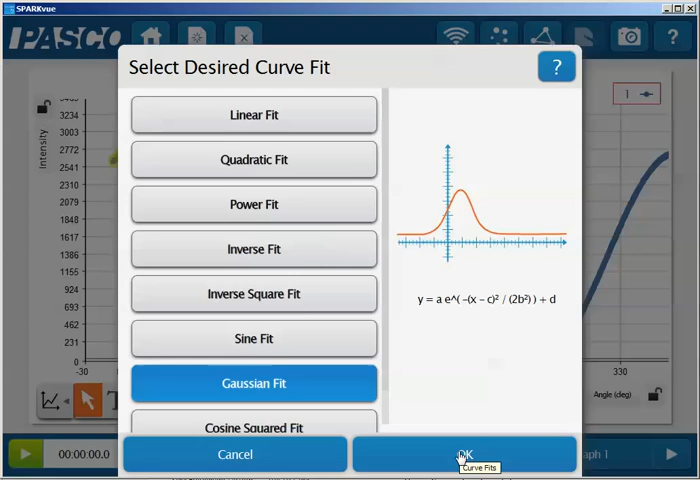 SPARKvue
PASCO
?
Select Desired Curve Fit
?
Linear Fit
Quadratic Fit
Power Fit
Inverse Fit
Inverse Square Fit
Sine Fit
Gaussian Fit
Cosine Squared Fit
y = a e^( -(x – c)² / (2b²) ) + d
Cancel
OK
Curve Fits
Intensity
3234
3003
2772
2541
2310
2079
1848
1617
1386
1155
924
693
462
231
0
-30
1
330
Angle (deg)
T
00:00:00.0
aph 1